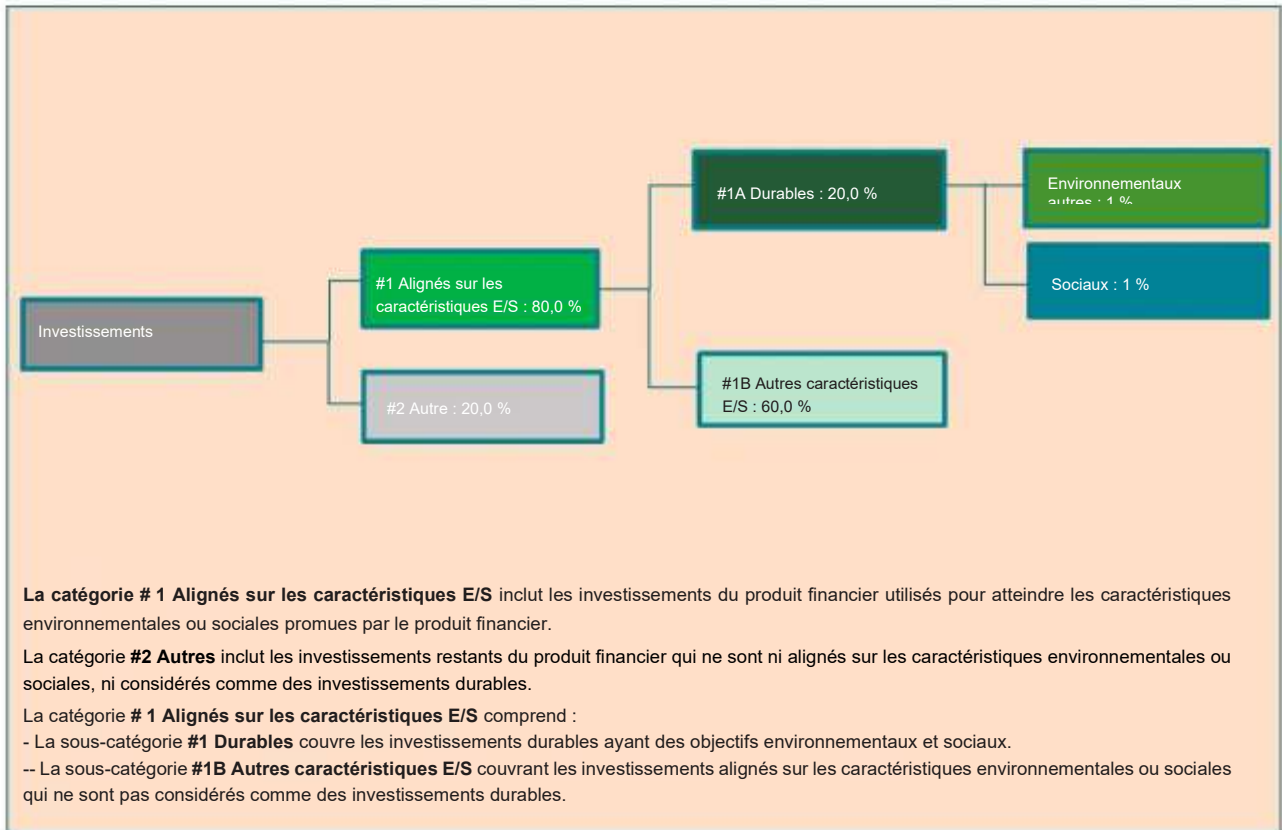 #1A Durables : 20,0 %
Environnementaux
autres : 1 %
#1 Alignés sur les
caractéristiques E/S : 80,0 %
Sociaux : 1 %
Investissements
#1B Autres caractéristiques
E/S : 60,0 %
#2 Autre : 20,0 %
La catégorie # 1 Alignés sur les caractéristiques E/S inclut les investissements du produit financier utilisés pour atteindre les caractéristiques
environnementales ou sociales promues par le produit financier.
La catégorie #2 Autres inclut les investissements restants du produit financier qui ne sont ni alignés sur les caractéristiques environnementales ou
sociales, ni considérés comme des investissements durables.
La catégorie # 1 Alignés sur les caractéristiques E/S comprend :
- La sous-catégorie #1 Durables couvre les investissements durables ayant des objectifs environnementaux et sociaux.
-- La sous-catégorie #1B Autres caractéristiques E/S couvrant les investissements alignés sur les caractéristiques environnementales ou sociales
qui ne sont pas considérés comme des investissements durables.